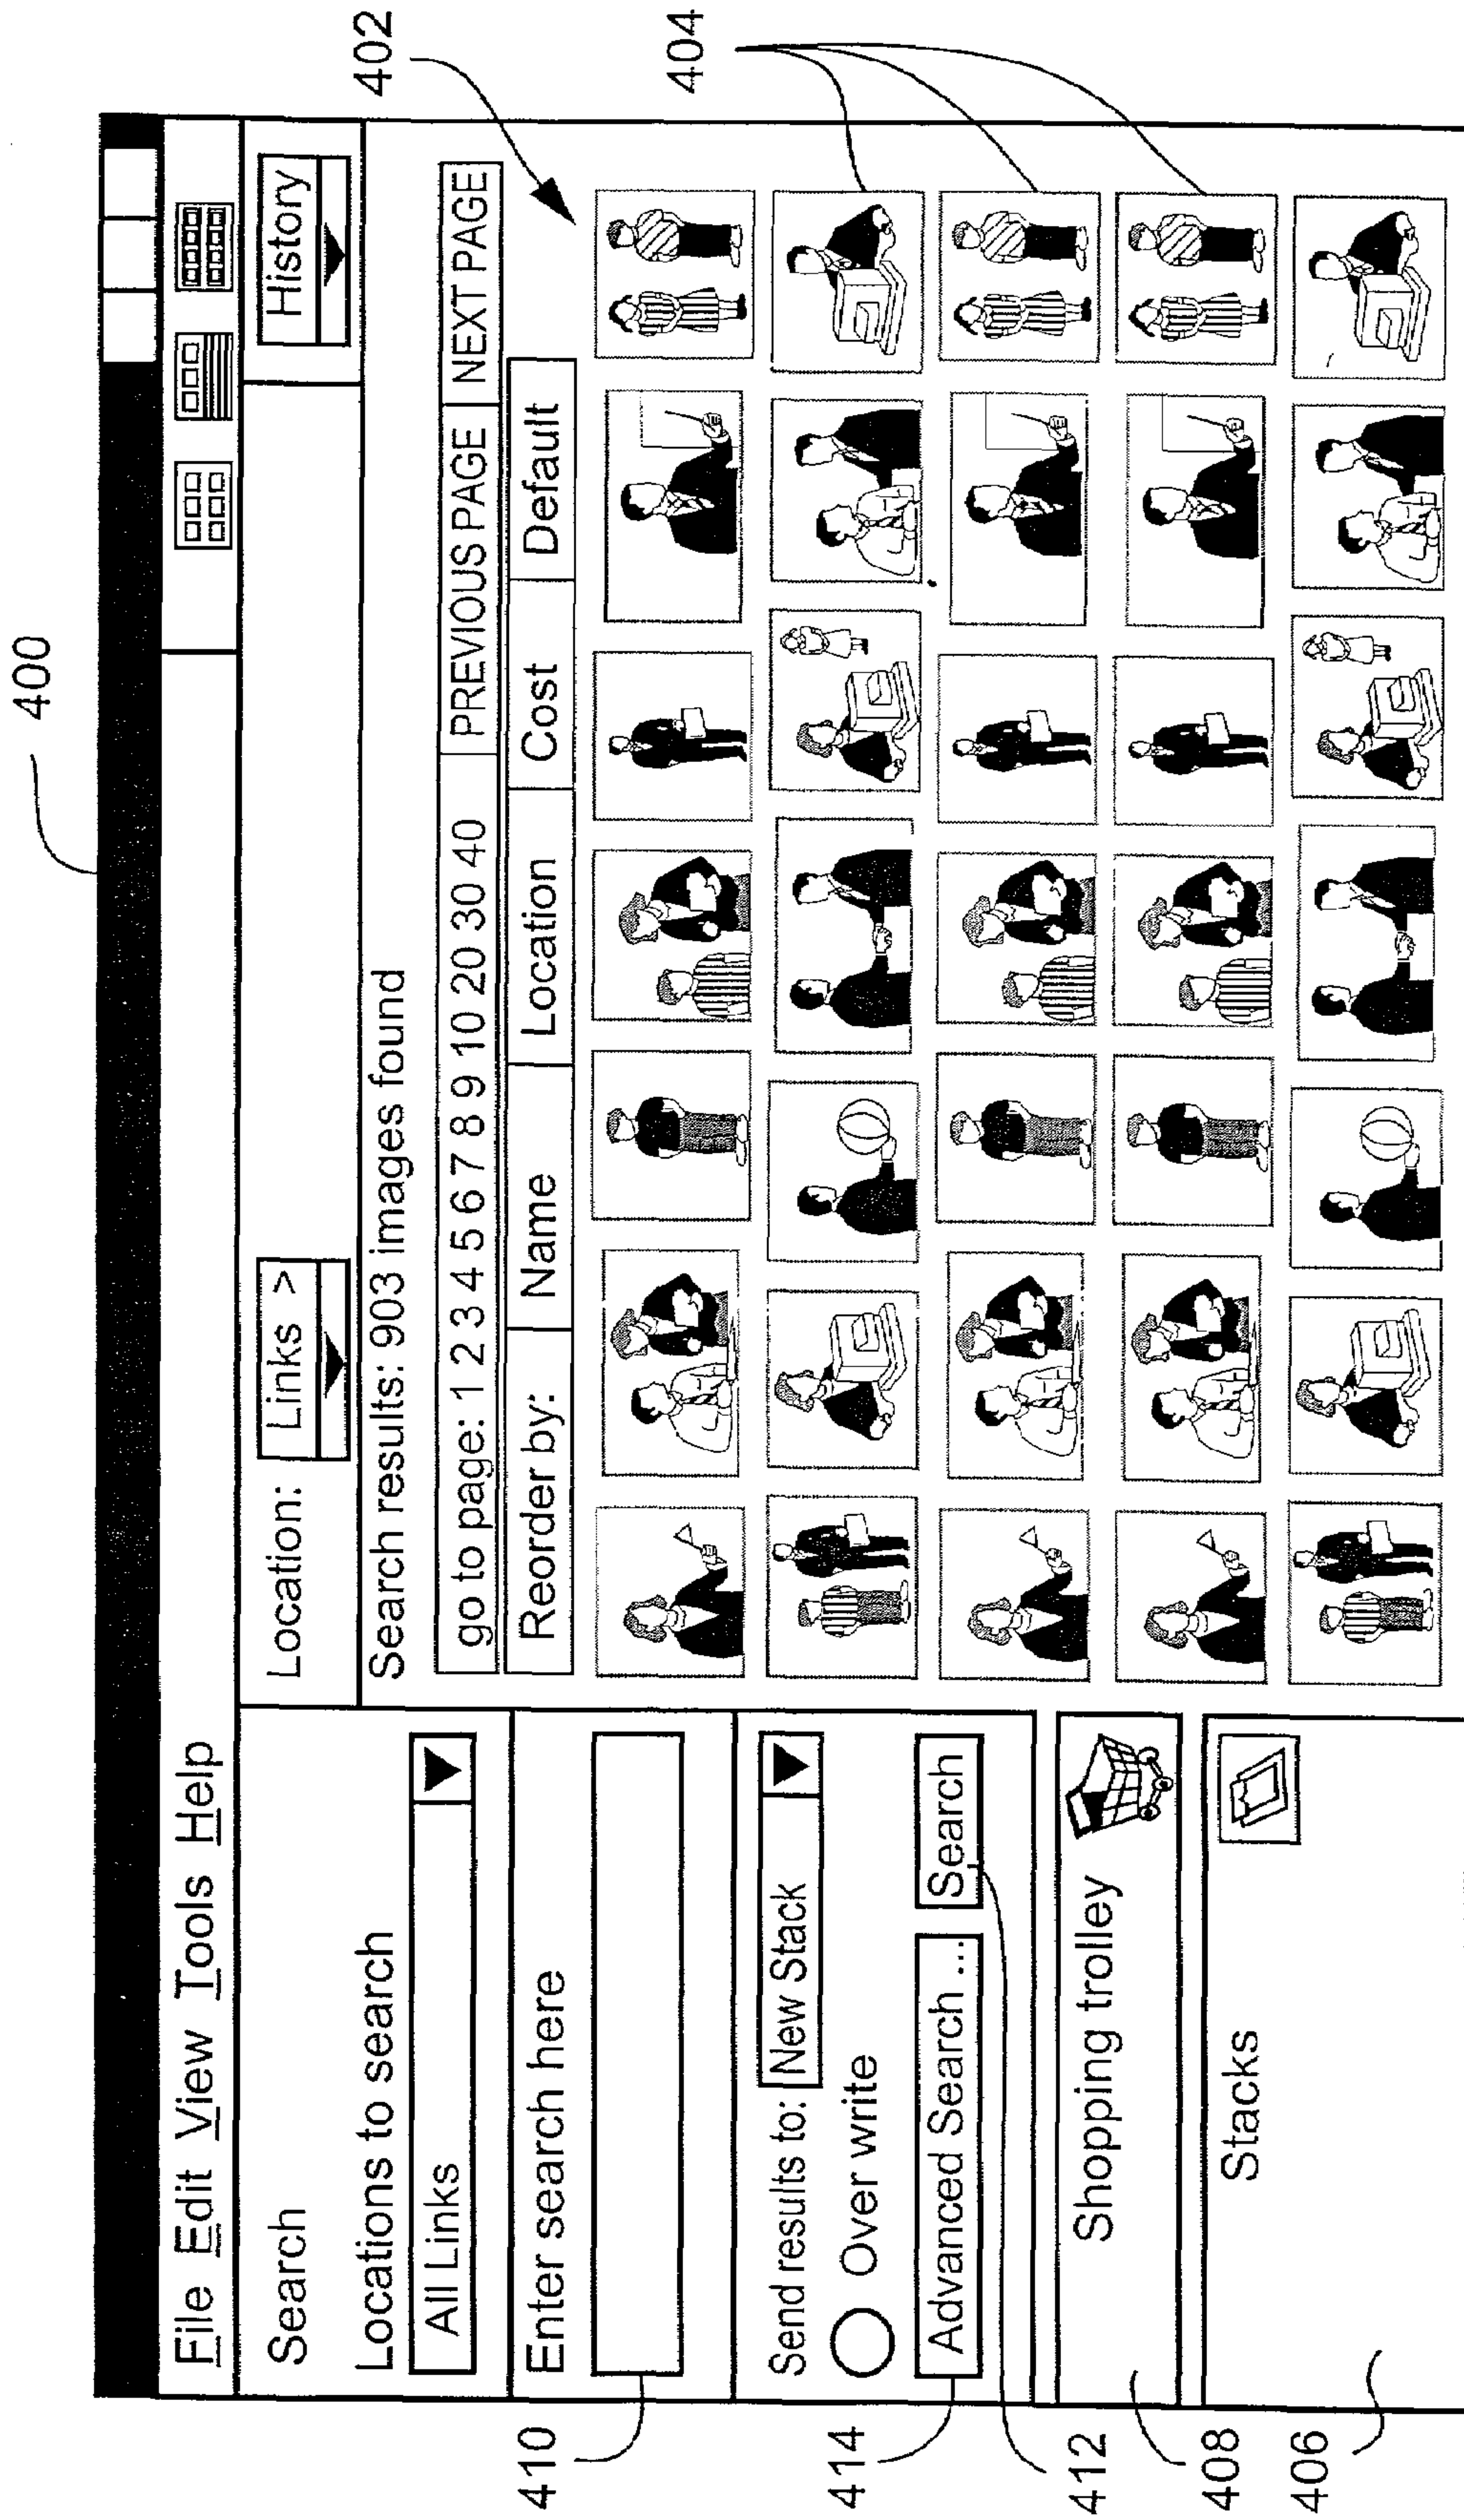 400
File Edit View Tools Help
Search
Locations to search
All Links
Enter search here
Send results to: New Stack
Over write
Advanced Search ...
Search
Shopping trolley
Stacks
Location:
Links >
History
Search results: 903 images found
go to page: 1 2 3 4 5 6 7 8 9 10 20 30 40
PREVIOUS PAGE
NEXT PAGE
Reorder by:
Name
Location
Cost
Default
402
404
410
414
412
408
406